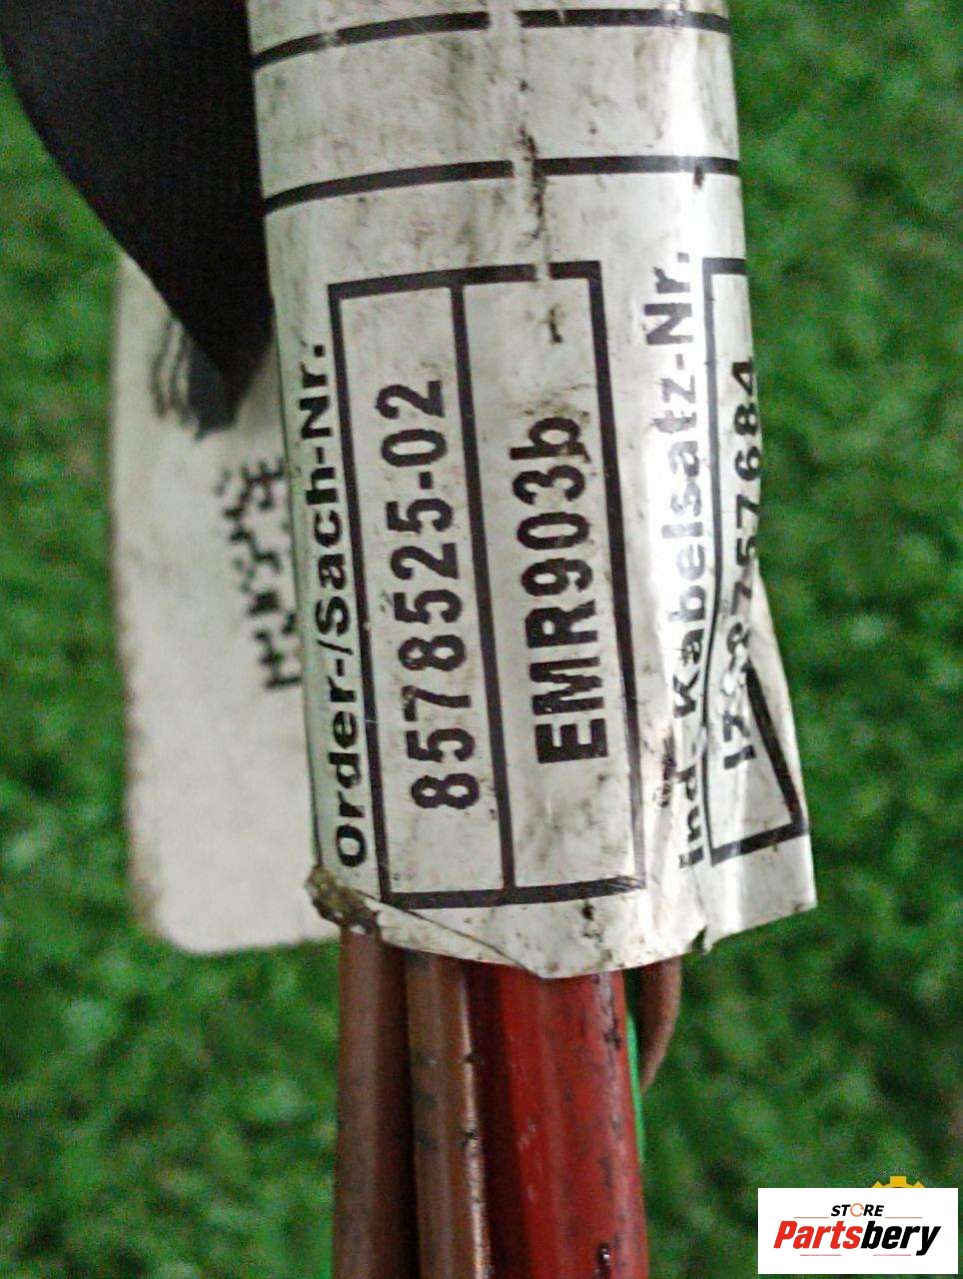 Order-/Sach-Nr.
8578525-02
EMR903b
ind. Kabelsatz-Nr.
STORE
Partsbery